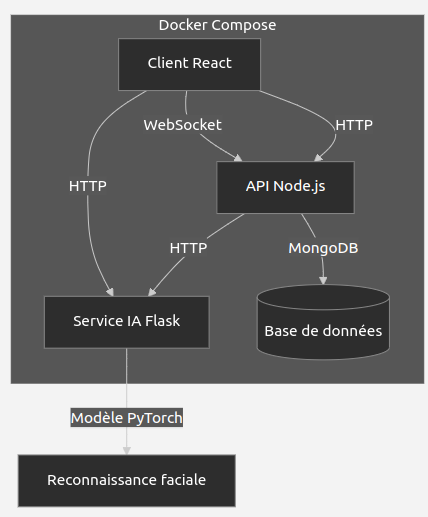 Docker Compose
Client React
WebSocket
HTTP
HTTP
API Node.js
HTTP
MongoDB
Service IA Flask
Base de données
Modèle PyTorch
Reconnaissance faciale